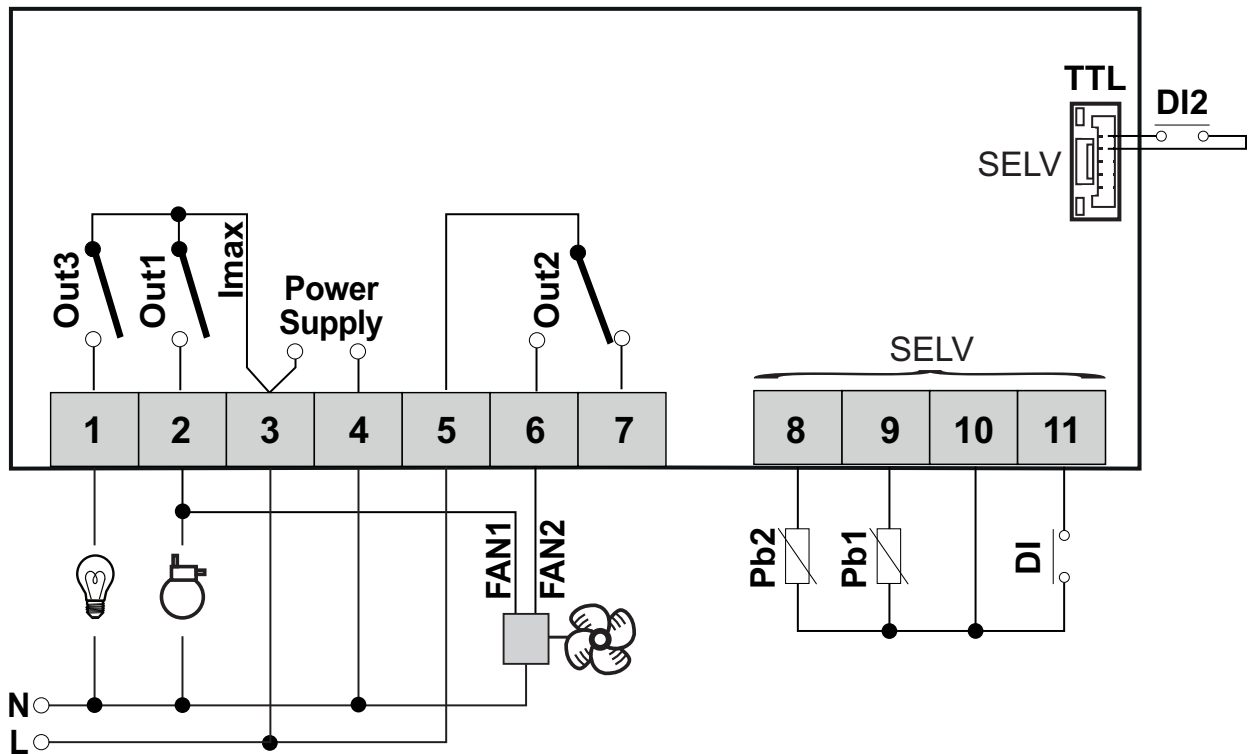 TTL
DI2
SELV
Out3
Out1
Imax
Power
Supply
Out2
SELV
1 2 3 4 5 6 7
8 9 10 11
FAN1
FAN2
Pb2
Pb1
DI
N
L